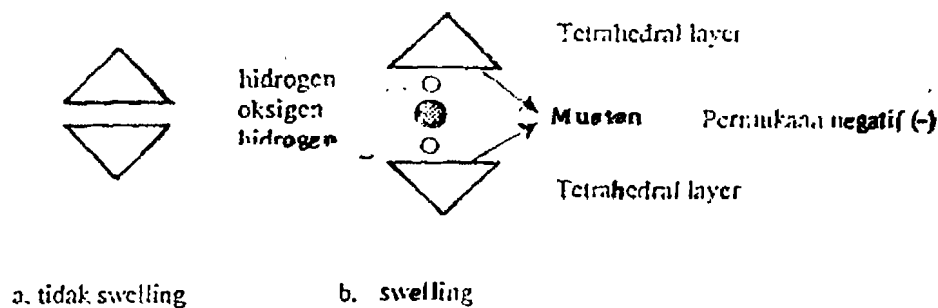 Tetrahedral layer
hidrogen
oksigen
hidrogen
Muatan Permukaan negatif (-)
Tetrahedral layer
a. tidak swelling b. swelling